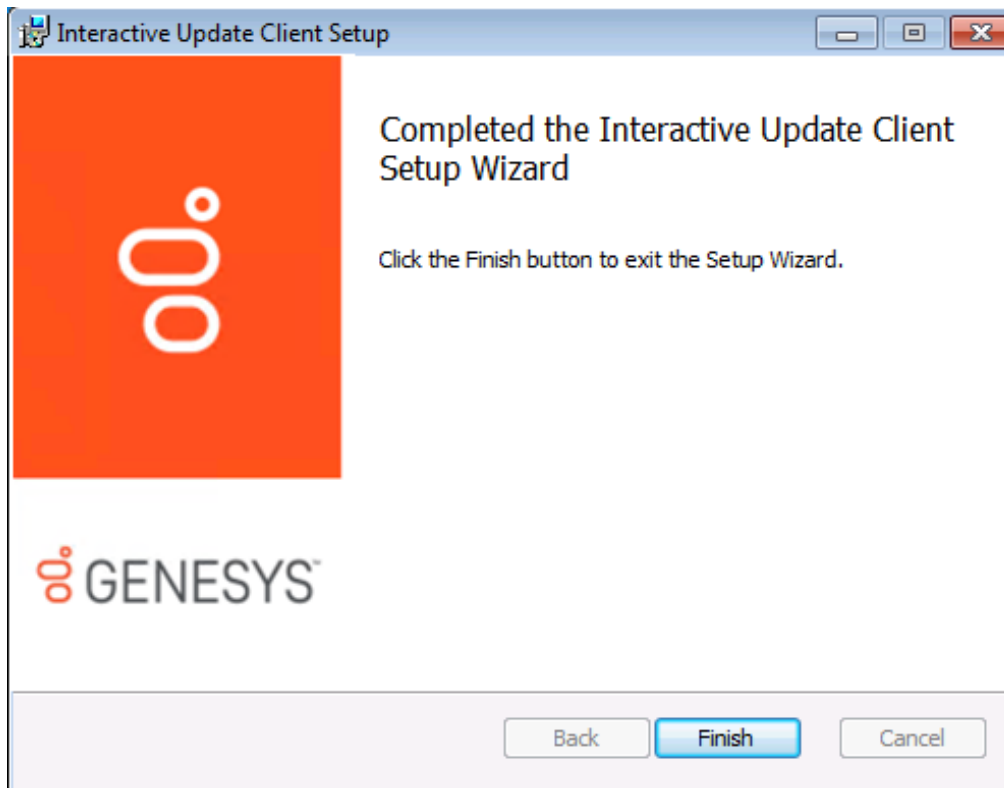 Interactive Update Client Setup
Completed the Interactive Update Client
Setup Wizard
Click the Finish button to exit the Setup Wizard.
GENESYS™
Back
Finish
Cancel